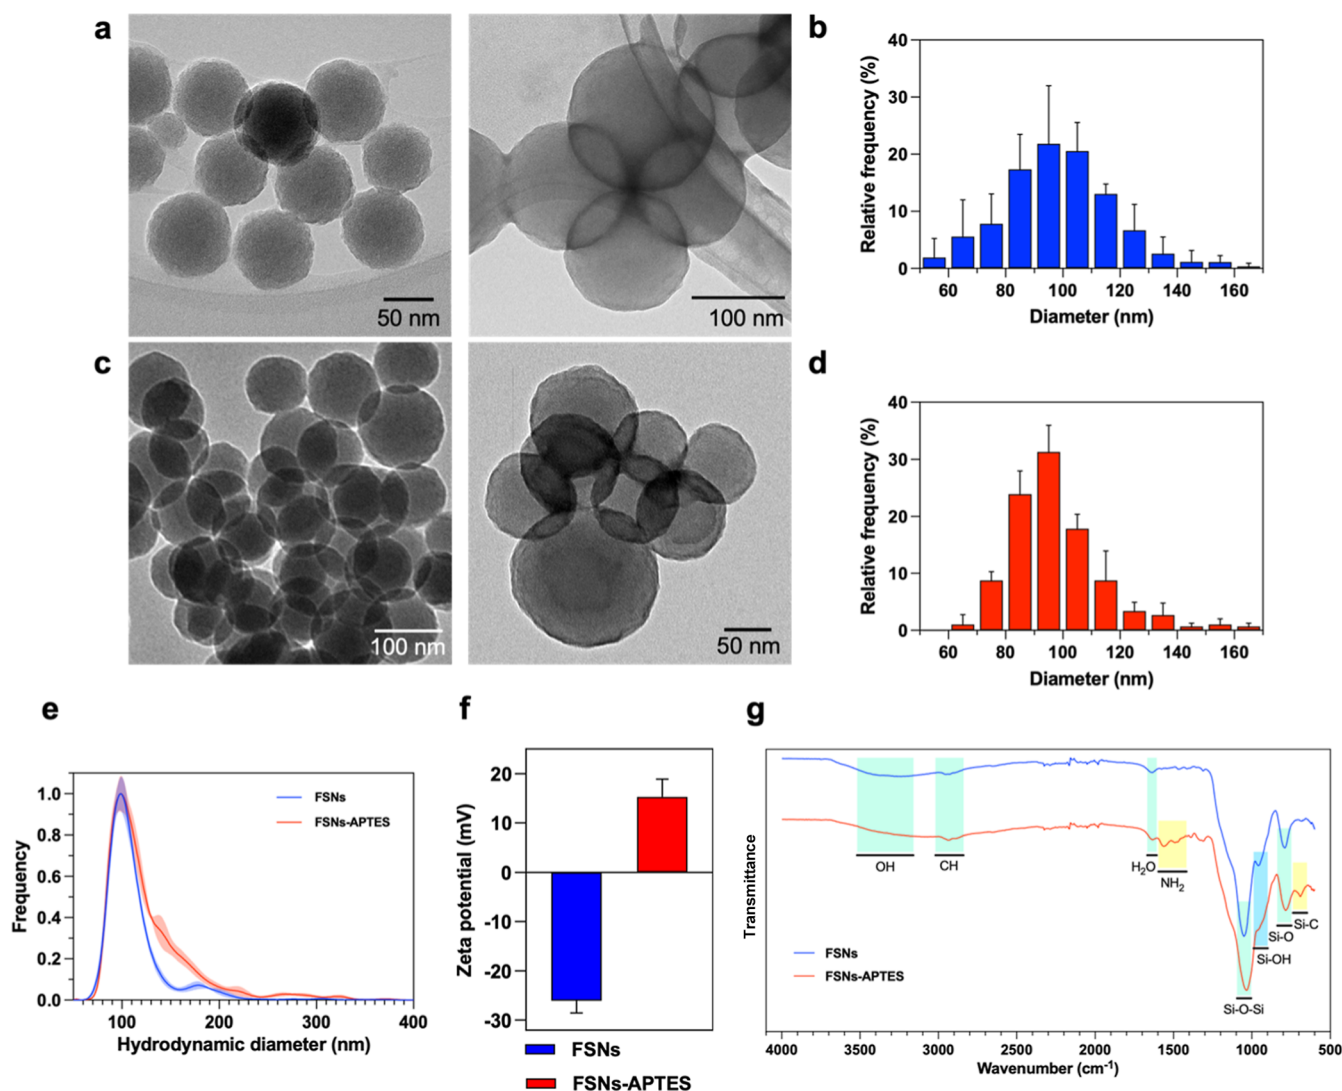 a
50 nm
100 nm
b
Relative frequency (%)
40
30
20
10
0
60 80 100 120 140 160
Diameter (nm)
c
100 nm
50 nm
d
Relative frequency (%)
40
30
20
10
0
60 80 100 120 140 160
Diameter (nm)
e
Frequency
1.0
0.8
0.6
0.4
0.2
0.0
100 200 300 400
Hydrodynamic diameter (nm)
FSNs
FSNs-APTES
f
Zeta potential (mV)
20
10
0
-10
-20
-30
FSNs
FSNs-APTES
g
Transmittance
OH
CH
H₂O
NH₂
Si-C
Si-O
Si-OH
Si-O-Si
FSNs
FSNs-APTES
4000 3500 3000 2500 2000 1500 1000 500
Wavenumber (cm⁻¹)